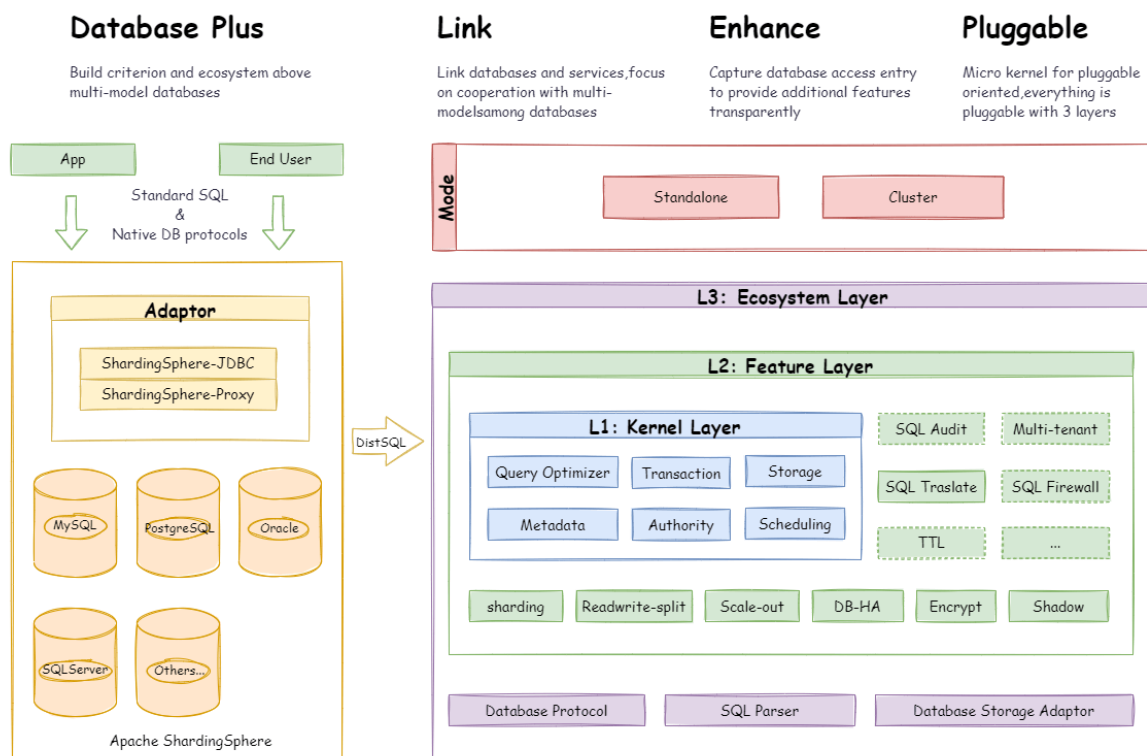 Database Plus
Build criterion and ecosystem above
multi-model databases
Link
Link databases and services,focus
on cooperation with multi-
modelsamong databases
Enhance
Capture database access entry
to provide additional features
transparently
Pluggable
Micro kernel for pluggable
oriented,everything is
pluggable with 3 layers
App
End User
Standard SQL
&
Native DB protocols
Adaptor
ShardingSphere-JDBC
ShardingSphere-Proxy
MySQL
PostgreSQL
Oracle
SQLServer
Others...
Apache ShardingSphere
DistSQL
Mode
Standalone
Cluster
L3: Ecosystem Layer
L2: Feature Layer
L1: Kernel Layer
Query Optimizer
Transaction
Storage
Metadata
Authority
Scheduling
SQL Audit
Multi-tenant
SQL Traslate
SQL Firewall
TTL
...
sharding
Readwrite-split
Scale-out
DB-HA
Encrypt
Shadow
Database Protocol
SQL Parser
Database Storage Adaptor